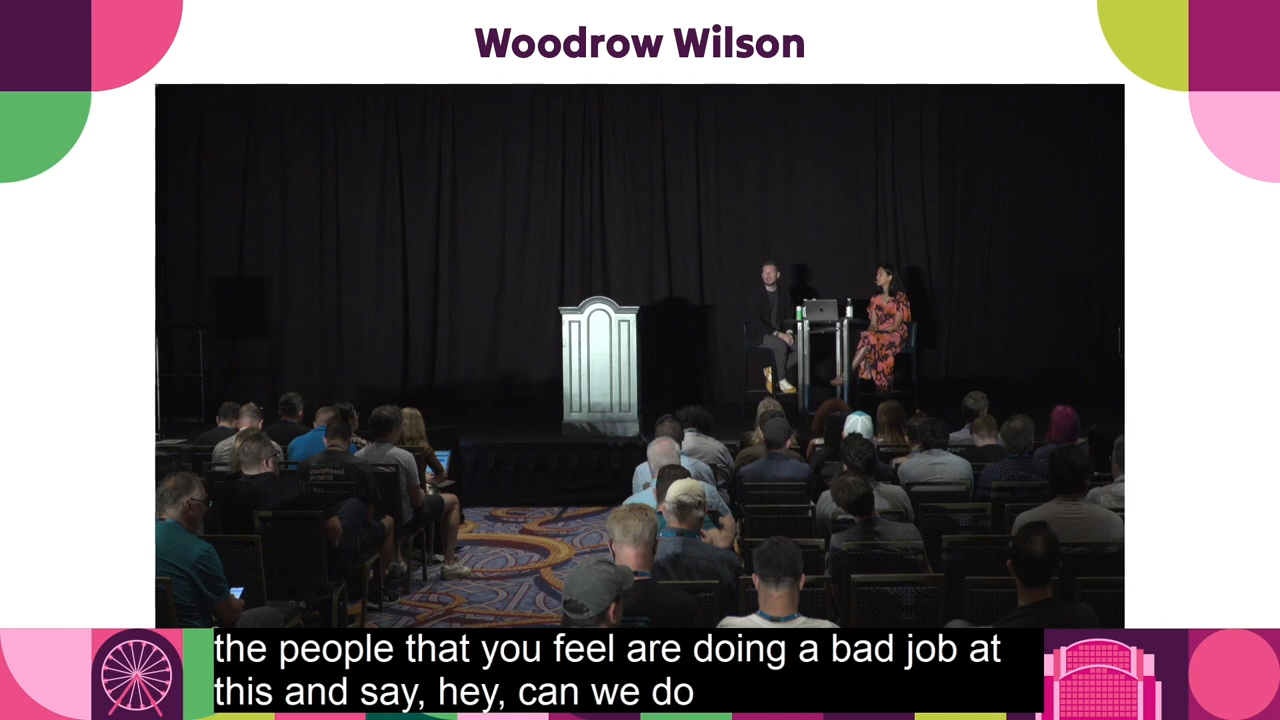 Woodrow Wilson
the people that you feel are doing a bad job at
this and say, hey, can we do